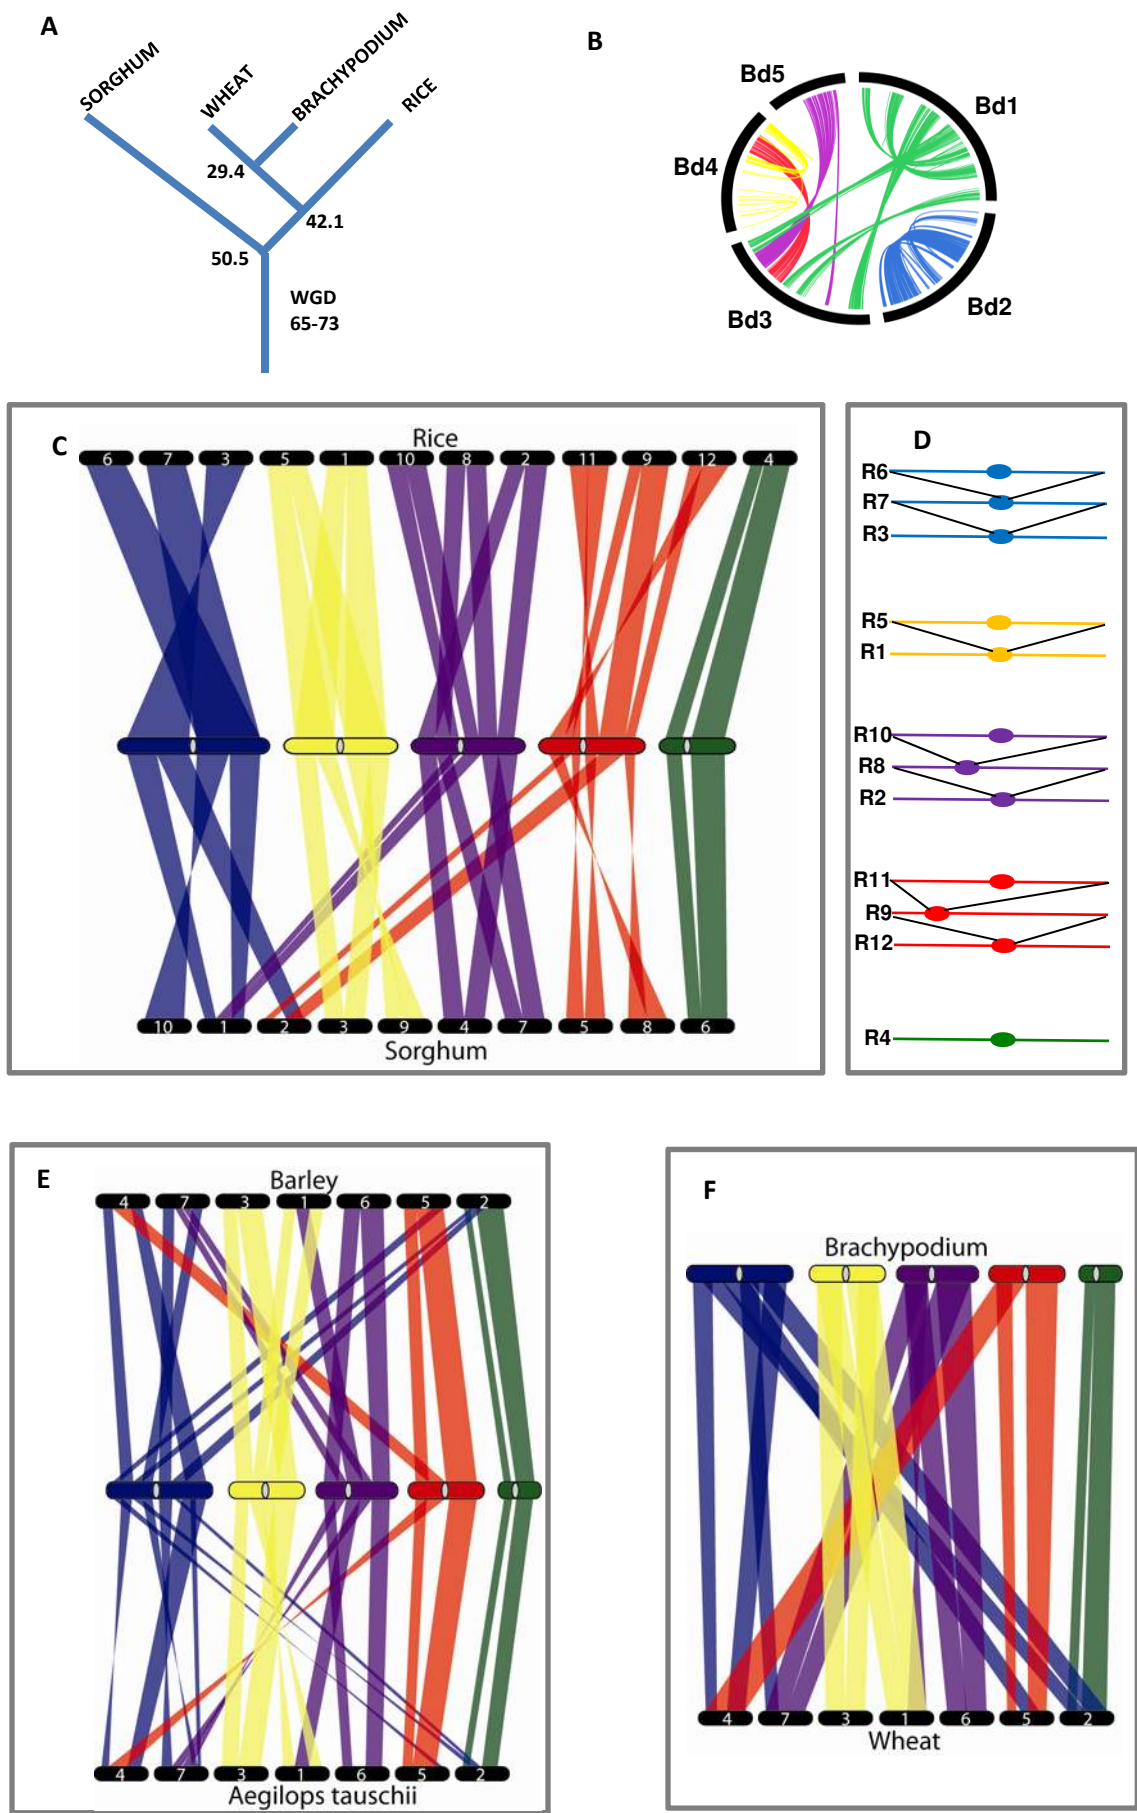 A
SORGHUM
WHEAT
BRACHYPODIUM
RICE
29.4
42.1
50.5
WGD
65-73
B
Bd5
Bd1
Bd4
Bd3
Bd2
C
Rice
6 7 3 5 1 10 8 2 11 9 12 4
10 1 2 3 9 4 7 5 8 6
Sorghum
D
R6
R7
R3
R5
R1
R10
R8
R2
R11
R9
R12
R4
E
Barley
4 7 3 1 6 5 2
4 7 3 1 6 5 2
Aegilops tauschii
F
Brachypodium
4 7 3 1 6 5 2
Wheat